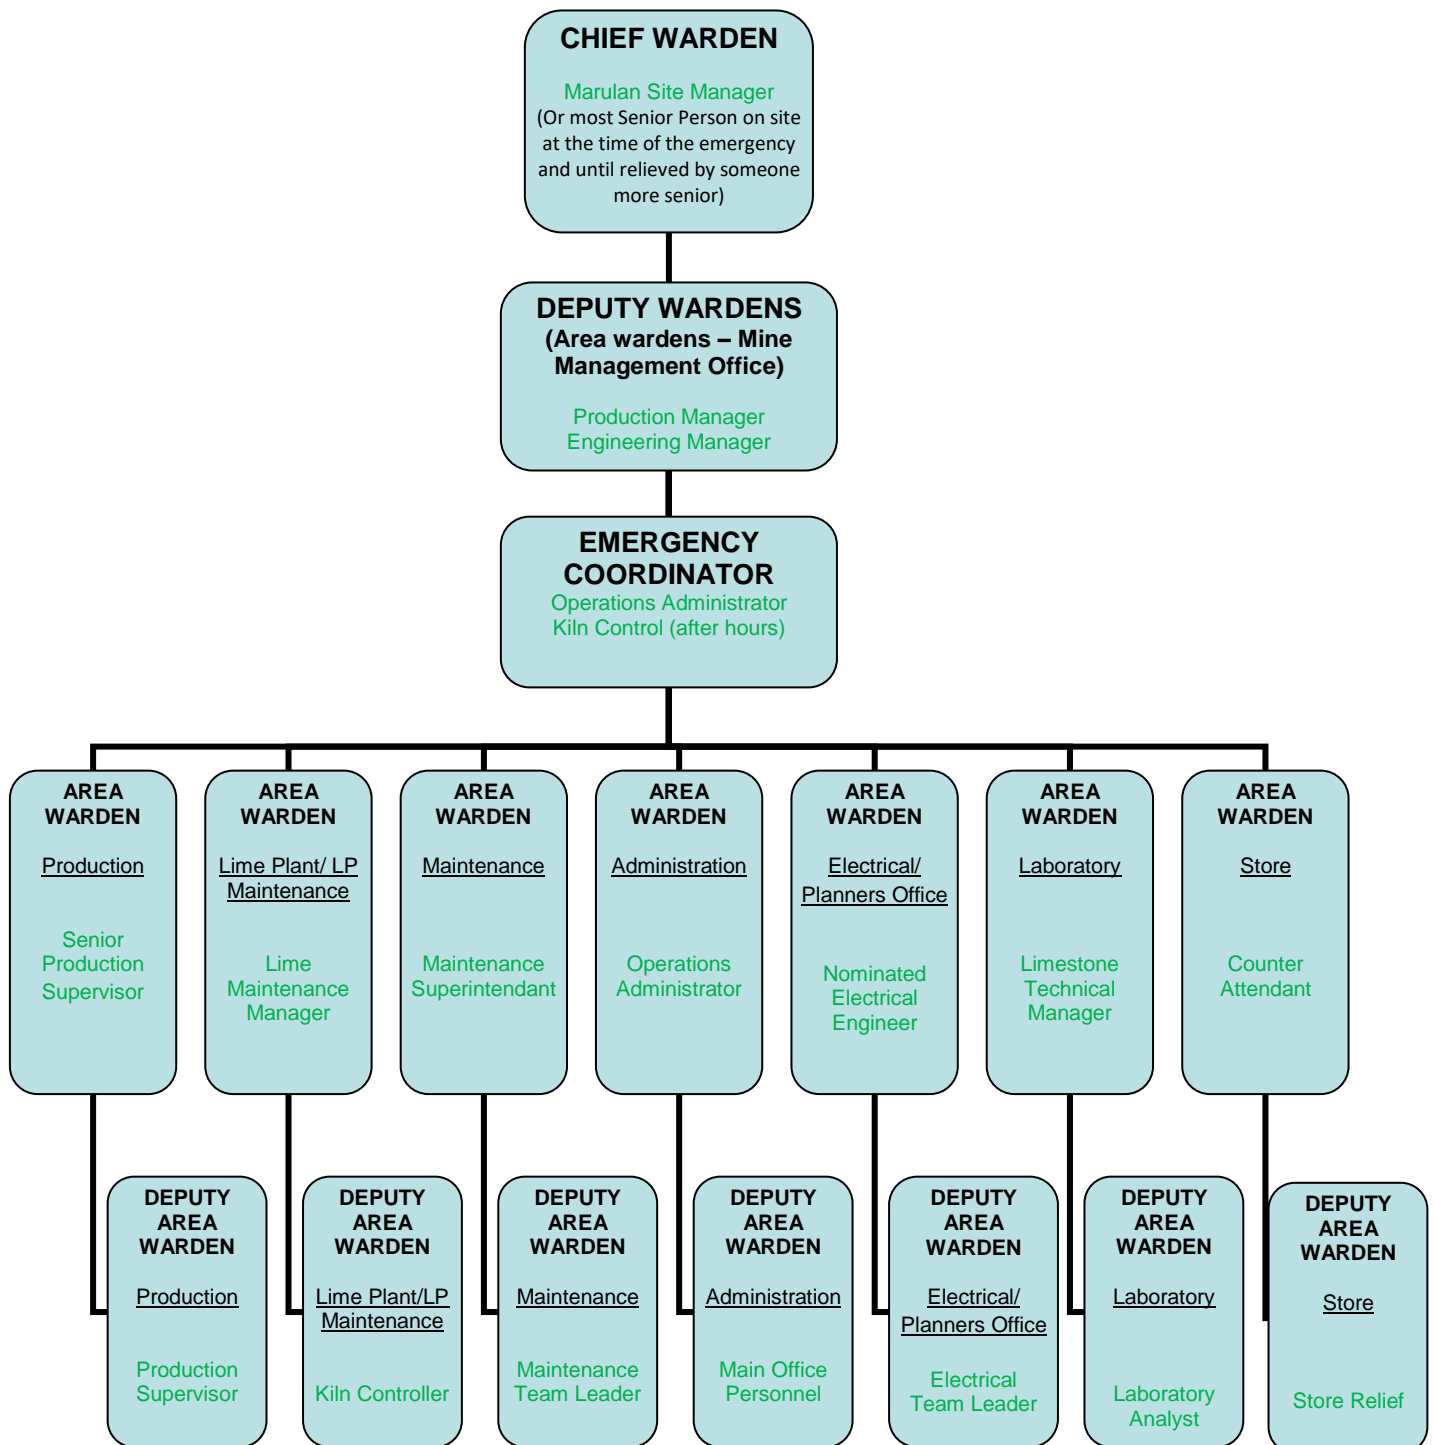 CHIEF WARDEN
Marulan Site Manager
(Or most Senior Person on site
at the time of the emergency
and until relieved by someone
more senior)
DEPUTY WARDENS
(Area wardens – Mine
Management Office)
Production Manager
Engineering Manager
EMERGENCY
COORDINATOR
Operations Administrator
Kiln Control (after hours)
AREA
WARDEN
Production
Senior
Production
Supervisor
AREA
WARDEN
Lime Plant/ LP
Maintenance
Lime
Maintenance
Manager
AREA
WARDEN
Maintenance
Maintenance
Superintendant
AREA
WARDEN
Administration
Operations
Administrator
AREA
WARDEN
Electrical/
Planners Office
Nominated
Electrical
Engineer
AREA
WARDEN
Laboratory
Limestone
Technical
Manager
AREA
WARDEN
Store
Counter
Attendant
DEPUTY
AREA
WARDEN
Production
Production
Supervisor
DEPUTY
AREA
WARDEN
Lime Plant/LP
Maintenance
Kiln Controller
DEPUTY
AREA
WARDEN
Maintenance
Maintenance
Team Leader
DEPUTY
AREA
WARDEN
Administration
Main Office
Personnel
DEPUTY
AREA
WARDEN
Electrical/
Planners Office
Electrical
Team Leader
DEPUTY
AREA
WARDEN
Laboratory
Laboratory
Analyst
DEPUTY
AREA
WARDEN
Store
Store Relief